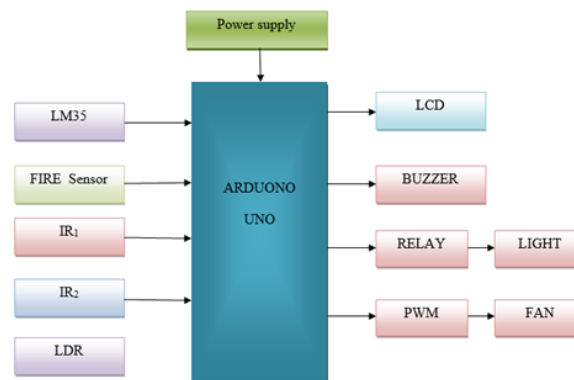 Power supply
LM35
FIRE Sensor
IR1
IR2
LDR
ARDUONO
UNO
LCD
BUZZER
RELAY
LIGHT
PWM
FAN